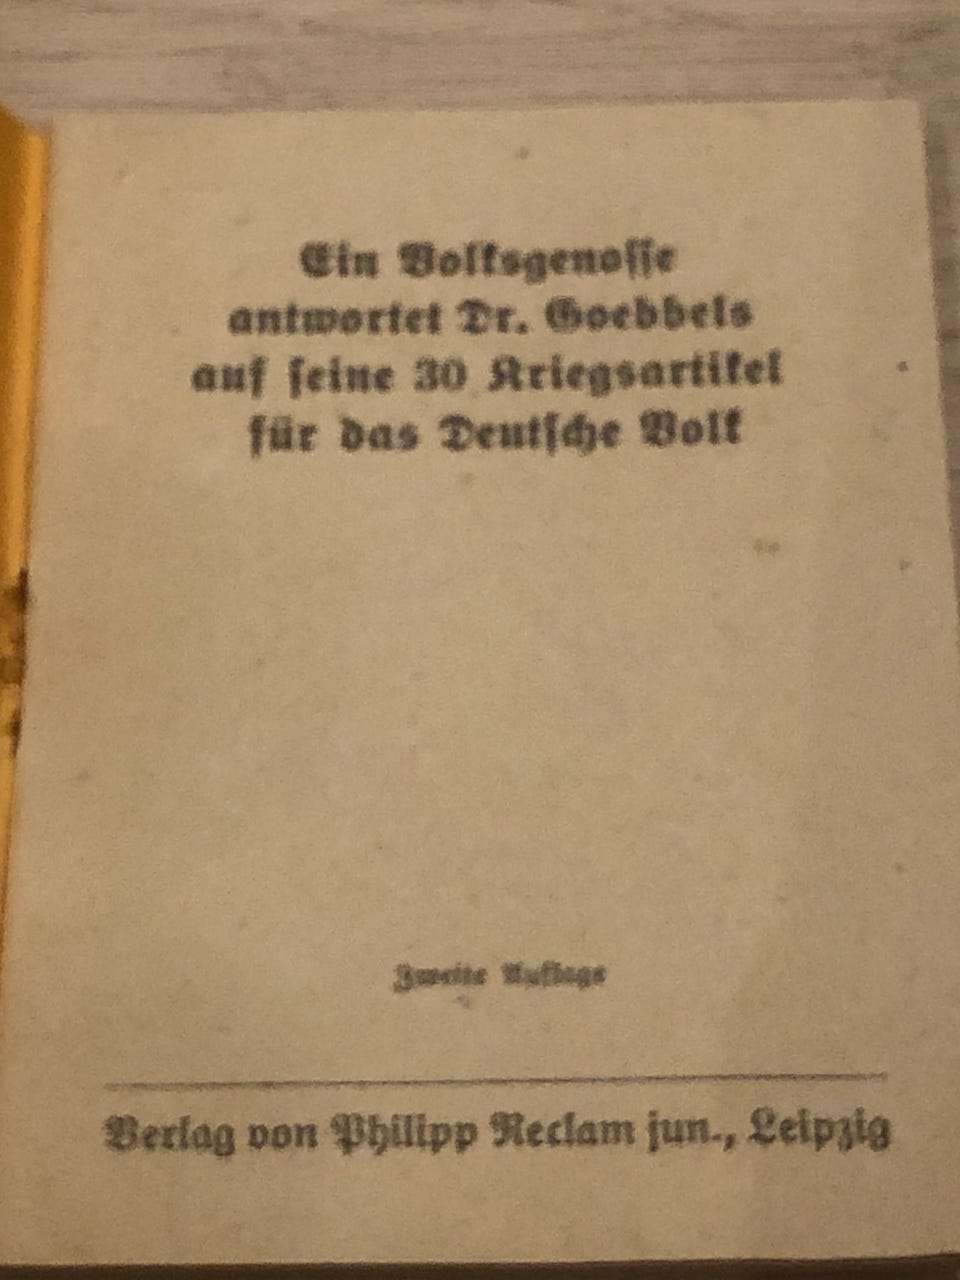 Ein Volksgenosse
antwortet Dr. Goebbels
auf seine 30 Kriegsartikel
für das Deutsche Volk
Zweite Auflage
Verlag von Philipp Reclam jun., Leipzig